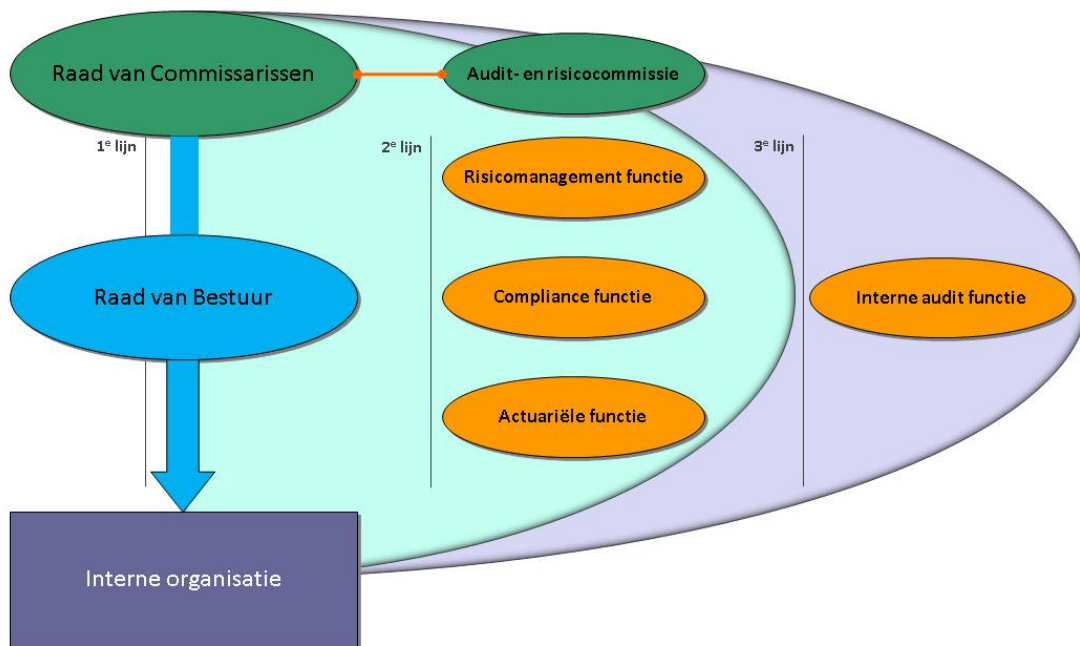 Raad van Commissarissen
Audit- en risicocommissie
1e lijn
2e lijn
3e lijn
Risicomanagement functie
Raad van Bestuur
Compliance functie
Interne audit functie
Actuariële functie
Interne organisatie